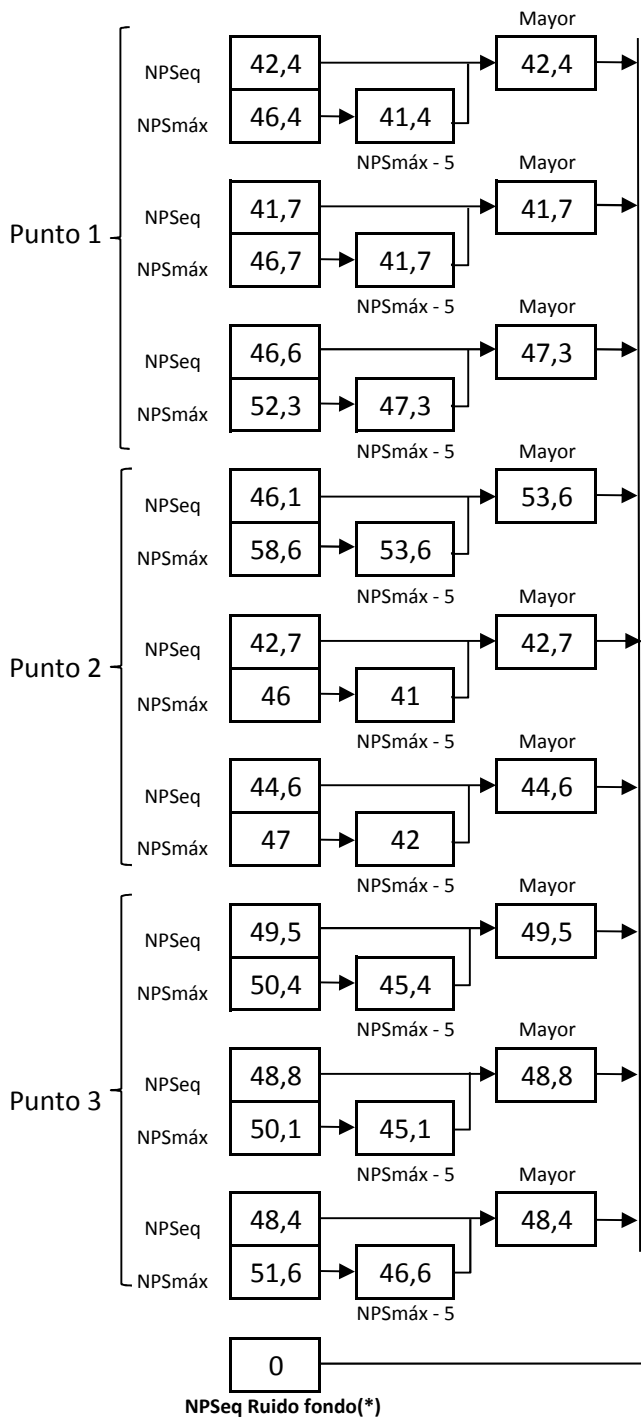 Mayor
NPSeq 42,4 42,4
NPSmáx 46,4 41,4
NPSmáx - 5
Mayor
Punto 1
NPSeq 41,7 41,7
NPSmáx 46,7 41,7
NPSmáx - 5
Mayor
NPSeq 46,6 47,3
NPSmáx 52,3 47,3
NPSmáx - 5
Mayor
NPSeq 46,1 53,6
NPSmáx 58,6 53,6
NPSmáx - 5
Mayor
Punto 2
NPSeq 42,7 42,7
NPSmáx 46 41
NPSmáx - 5
Mayor
NPSeq 44,6 44,6
NPSmáx 47 42
NPSmáx - 5
Mayor
NPSeq 49,5 49,5
NPSmáx 50,4 45,4
NPSmáx - 5
Mayor
Punto 3
NPSeq 48,8 48,8
NPSmáx 50,1 45,1
NPSmáx - 5
Mayor
NPSeq 48,4 48,4
NPSmáx 51,6 46,6
NPSmáx - 5
0
NPSeq Ruido fondo(*)